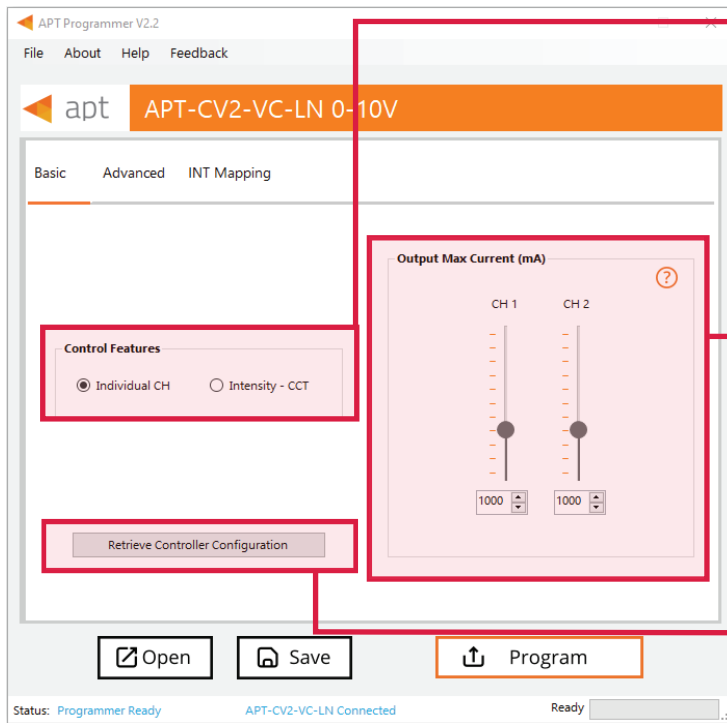 APT Programmer V2.2
File About Help Feedback
apt APT-CV2-VC-LN 0-10V
Basic Advanced INT Mapping
Output Max Current (mA)
?
CH 1 CH 2
Control Features
Individual CH Intensity - CCT
1000 1000
Retrieve Controller Configuration
Open Save Program
Status: Programmer Ready APT-CV2-VC-LN Connected Ready